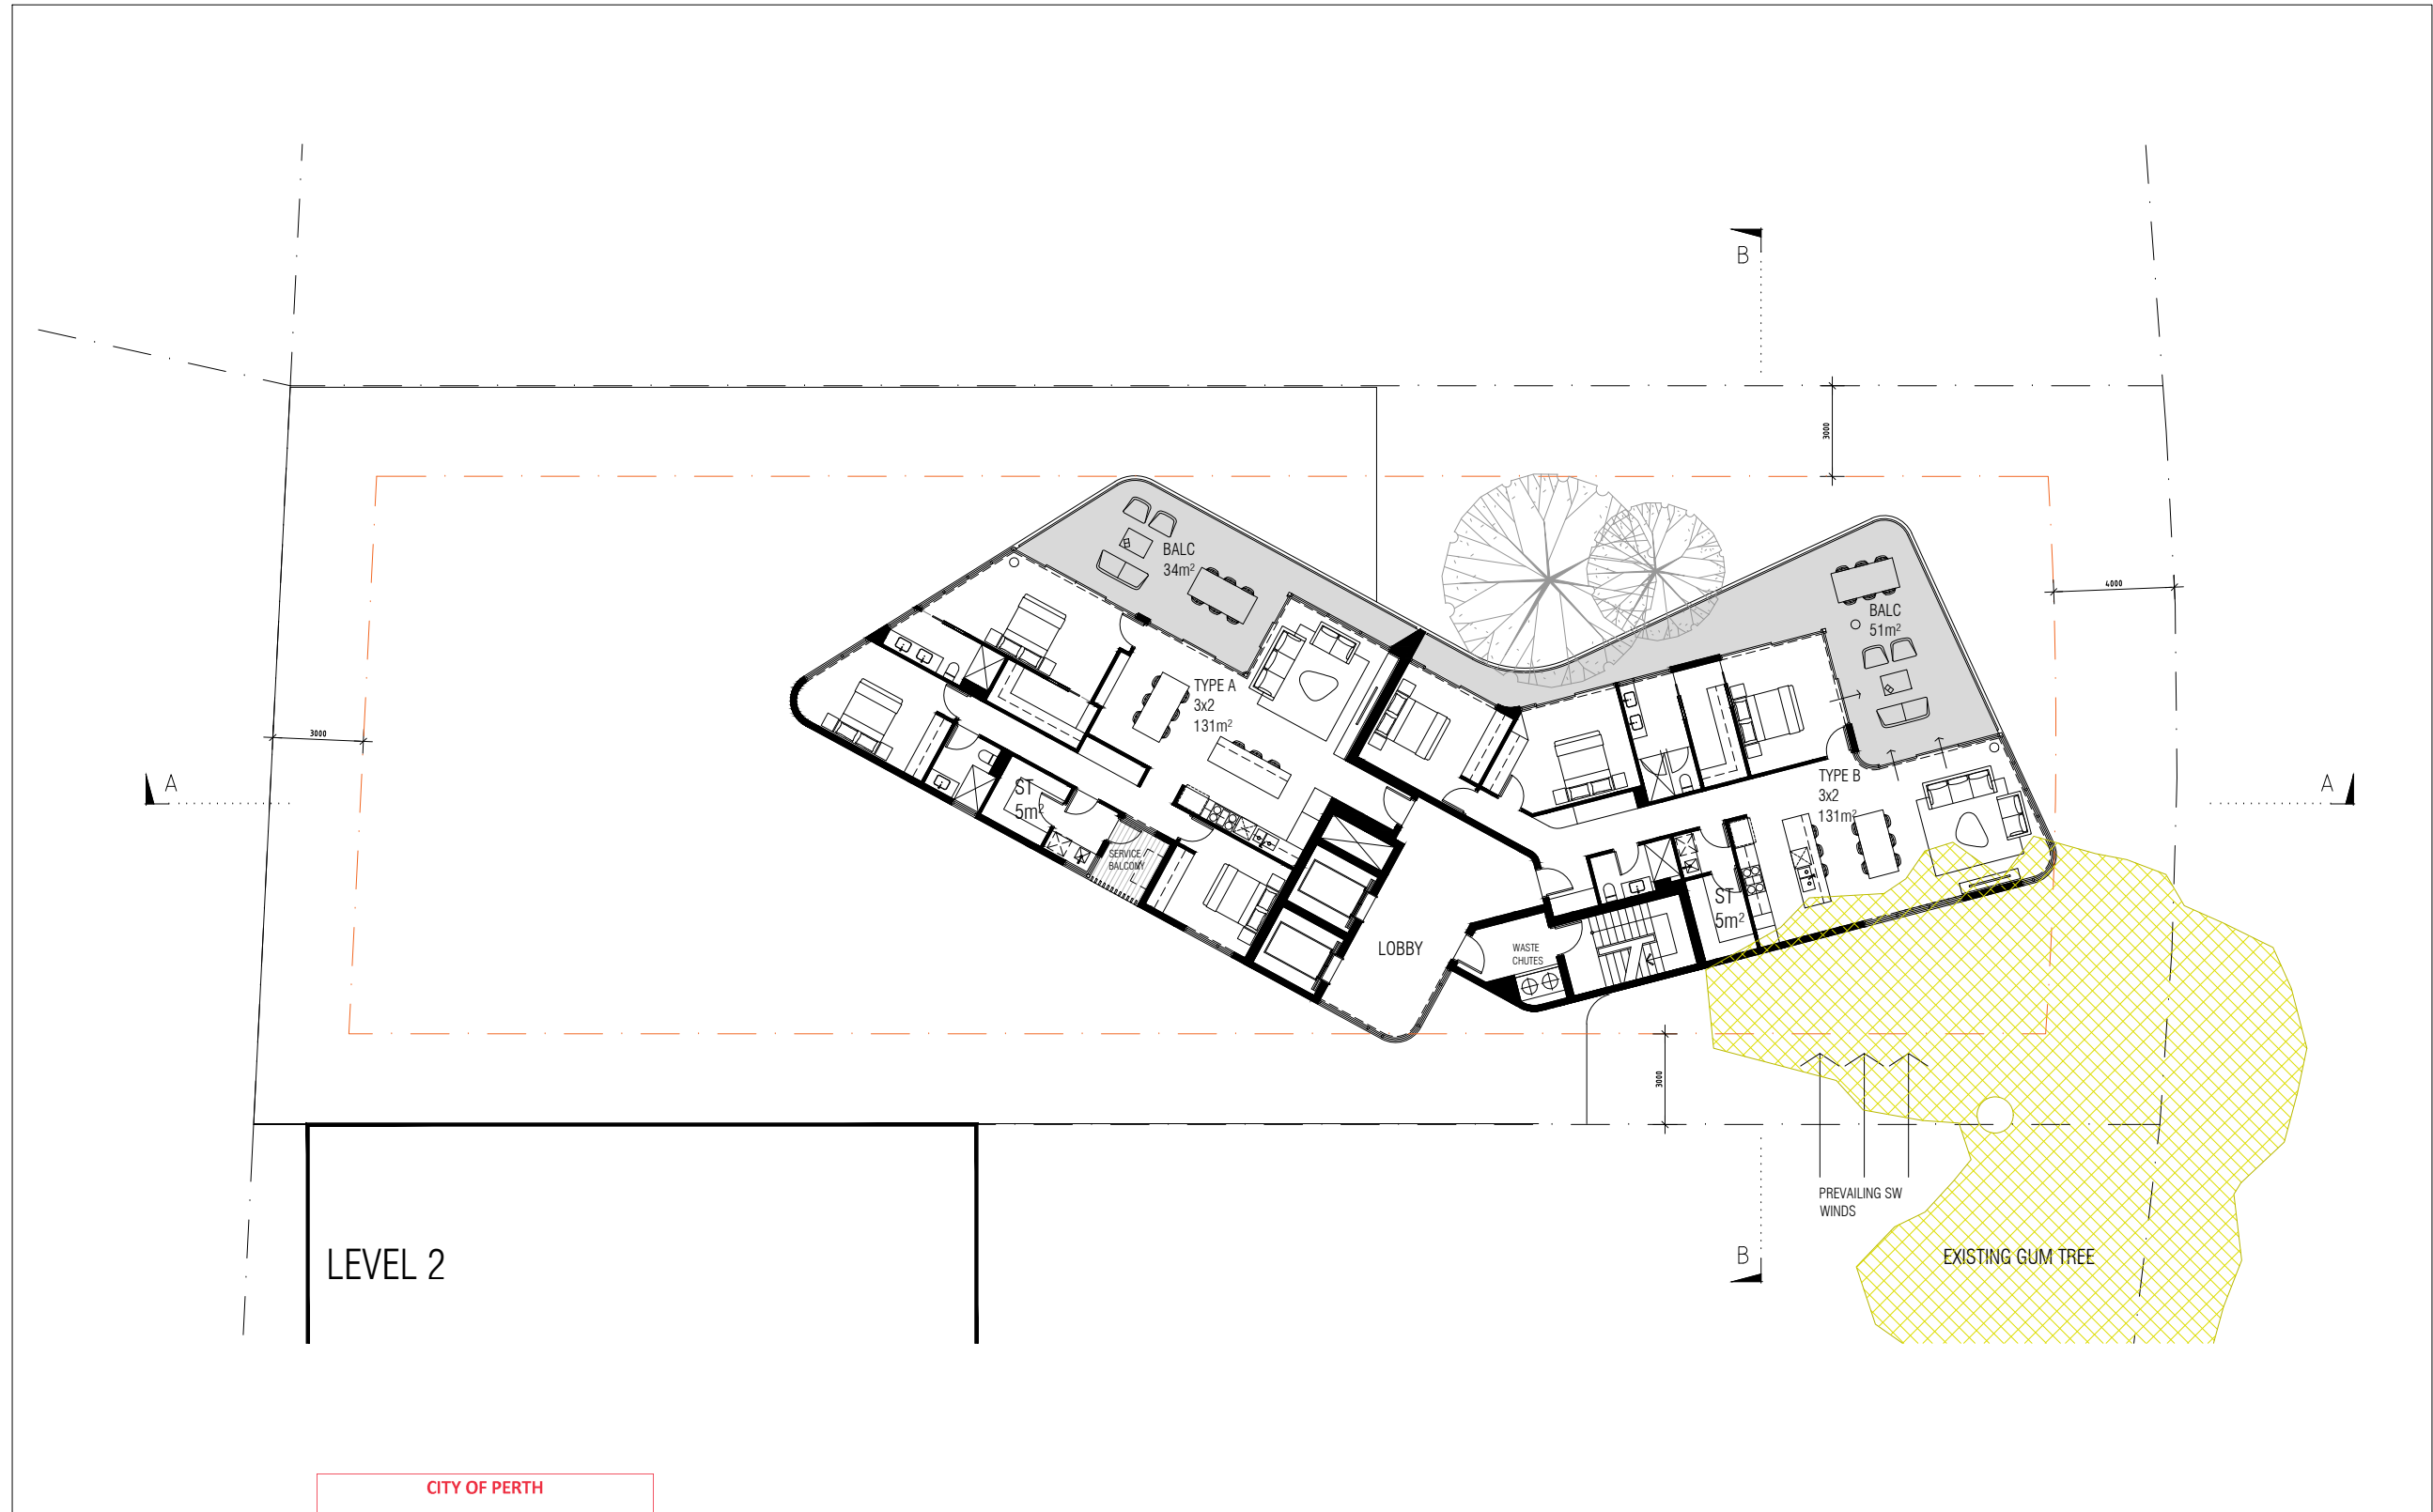 B
3000
BALC
34m²
4000
BALC
51m²
TYPE A
3x2
131m²
3000
A
A
TYPE B
3x2
131m²
ST
5m²
SERVICE
BALCONY
ST
5m²
LOBBY
WASTE
CHUTES
3000
PREVAILING SW
WINDS
B
EXISTING GUM TREE
LEVEL 2
CITY OF PERTH